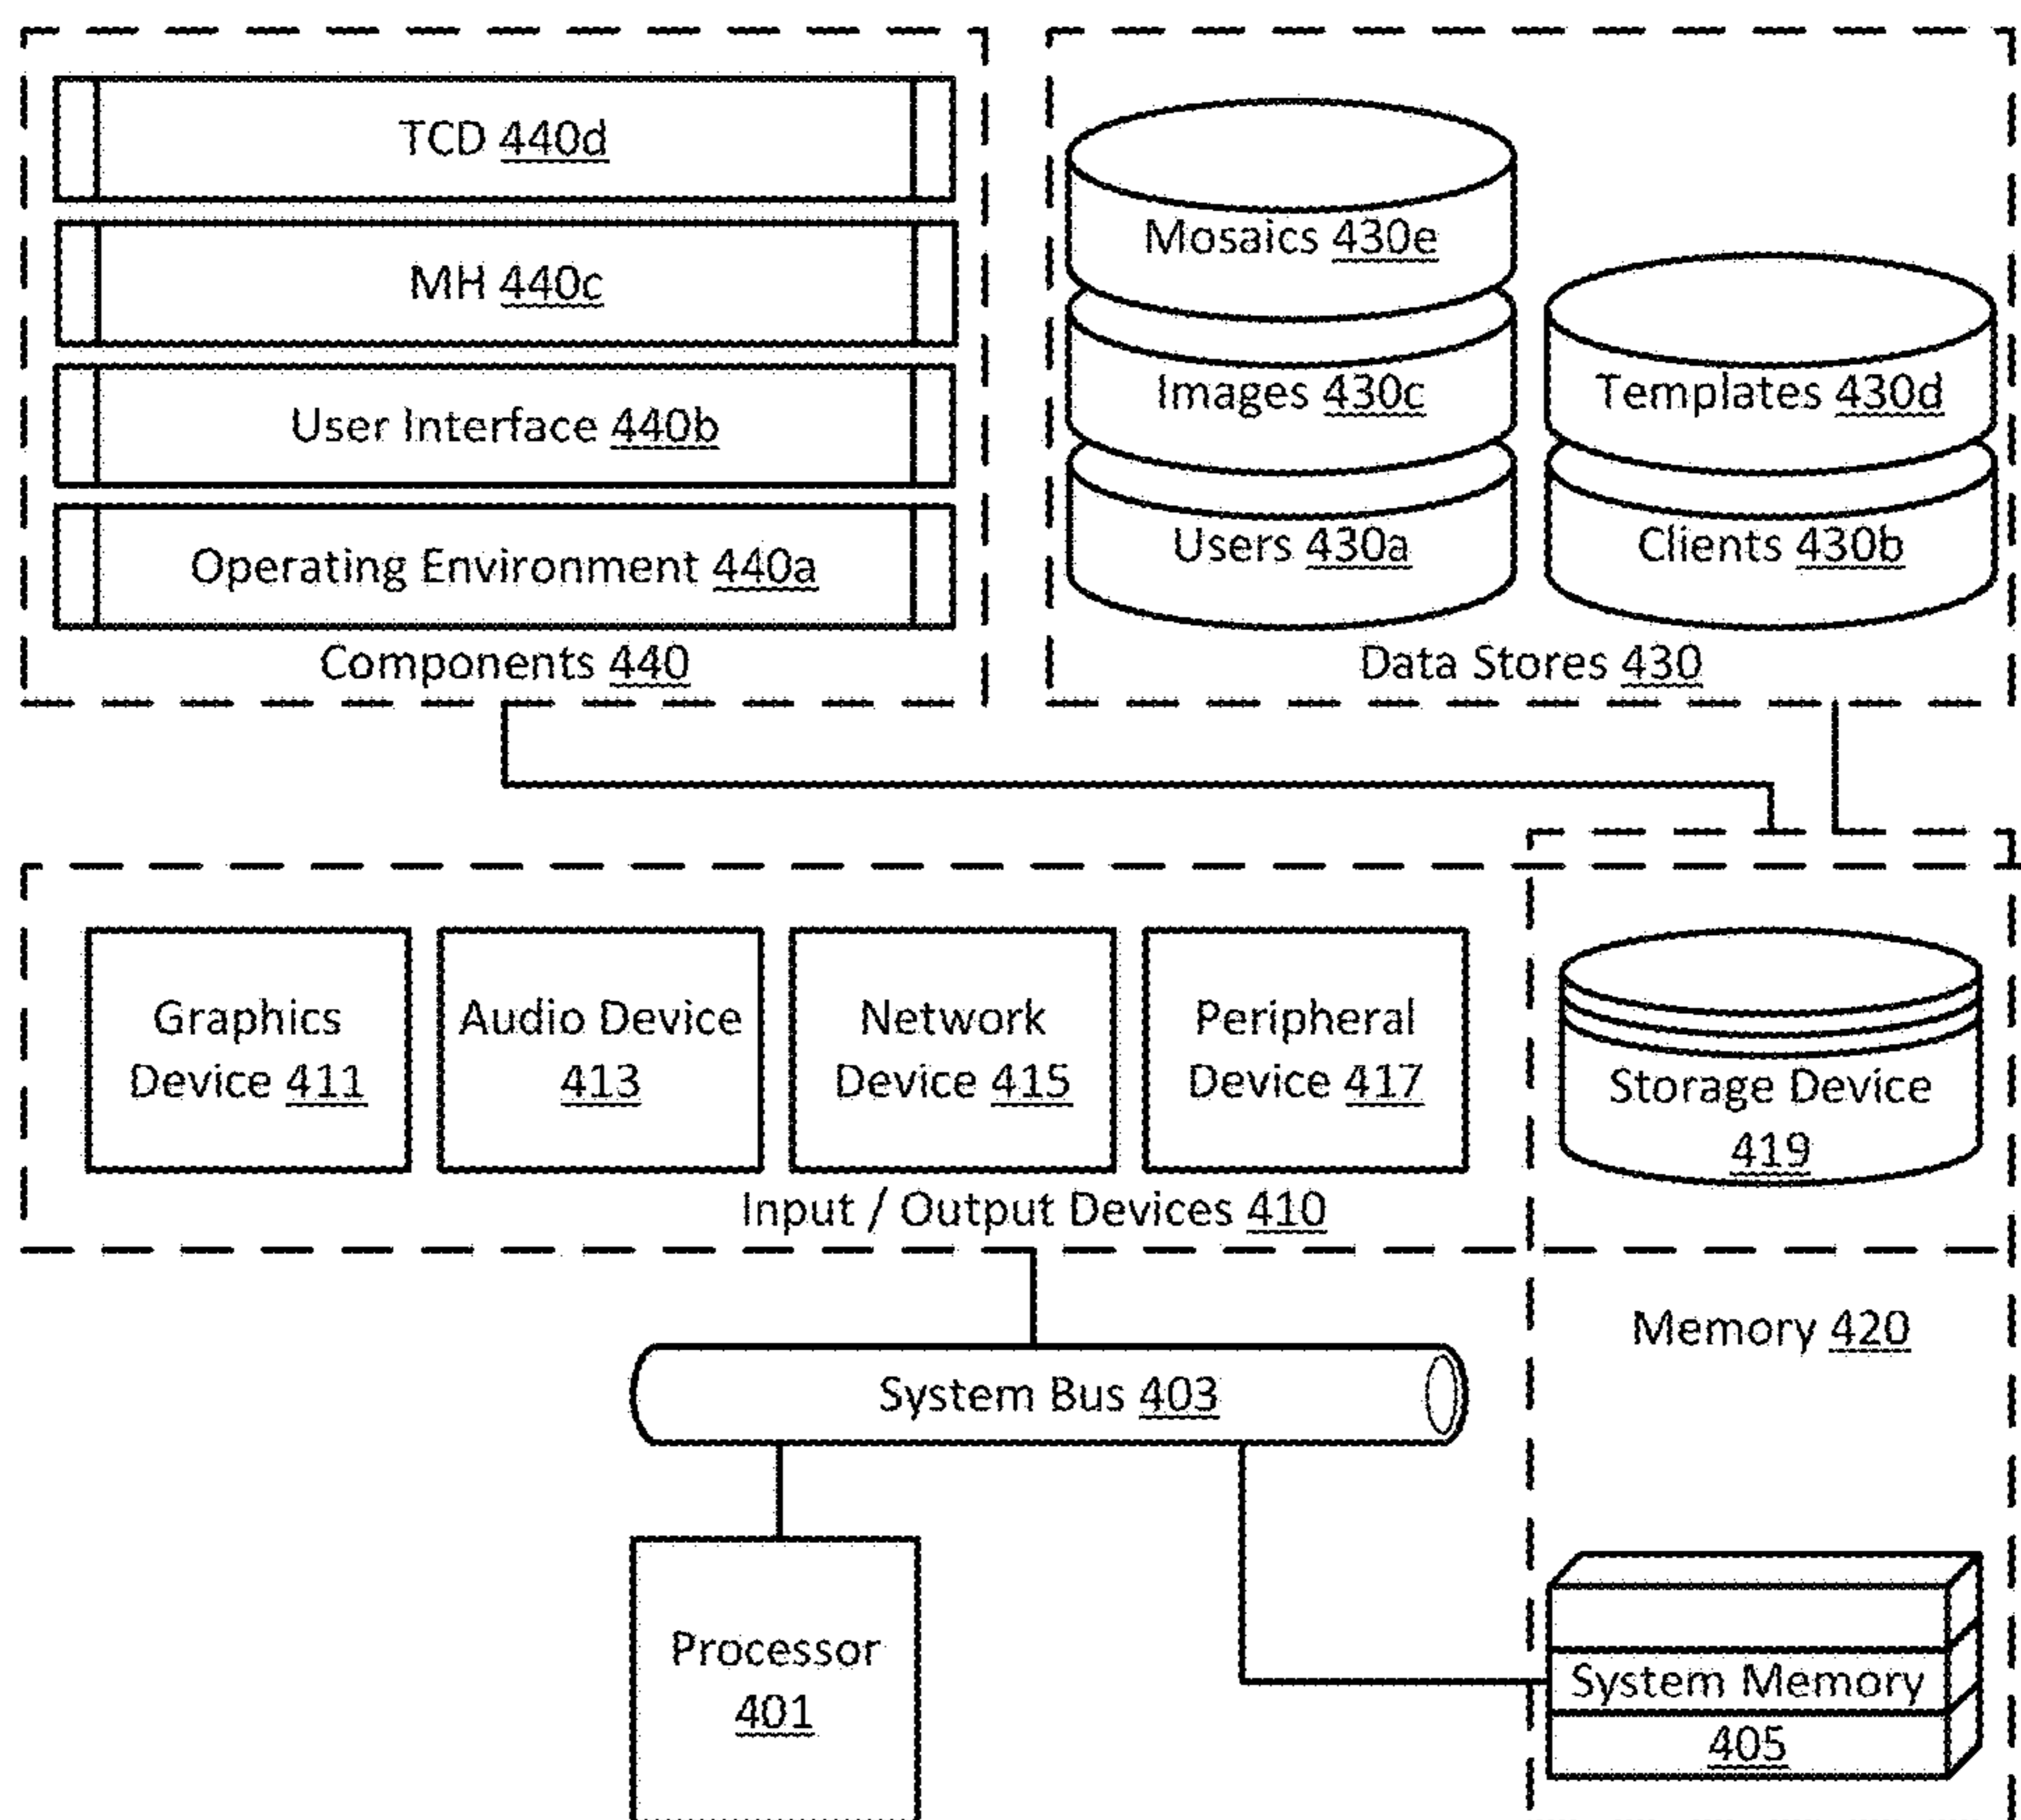 TCD 440d
MH 440c
User Interface 440b
Operating Environment 440a
Components 440
Mosaics 430e
Images 430c
Users 430a
Templates 430d
Clients 430b
Data Stores 430
Graphics
Device 411
Audio Device
413
Network
Device 415
Peripheral
Device 417
Storage Device
419
Input / Output Devices 410
Memory 420
System Bus 403
Processor
401
System Memory
405